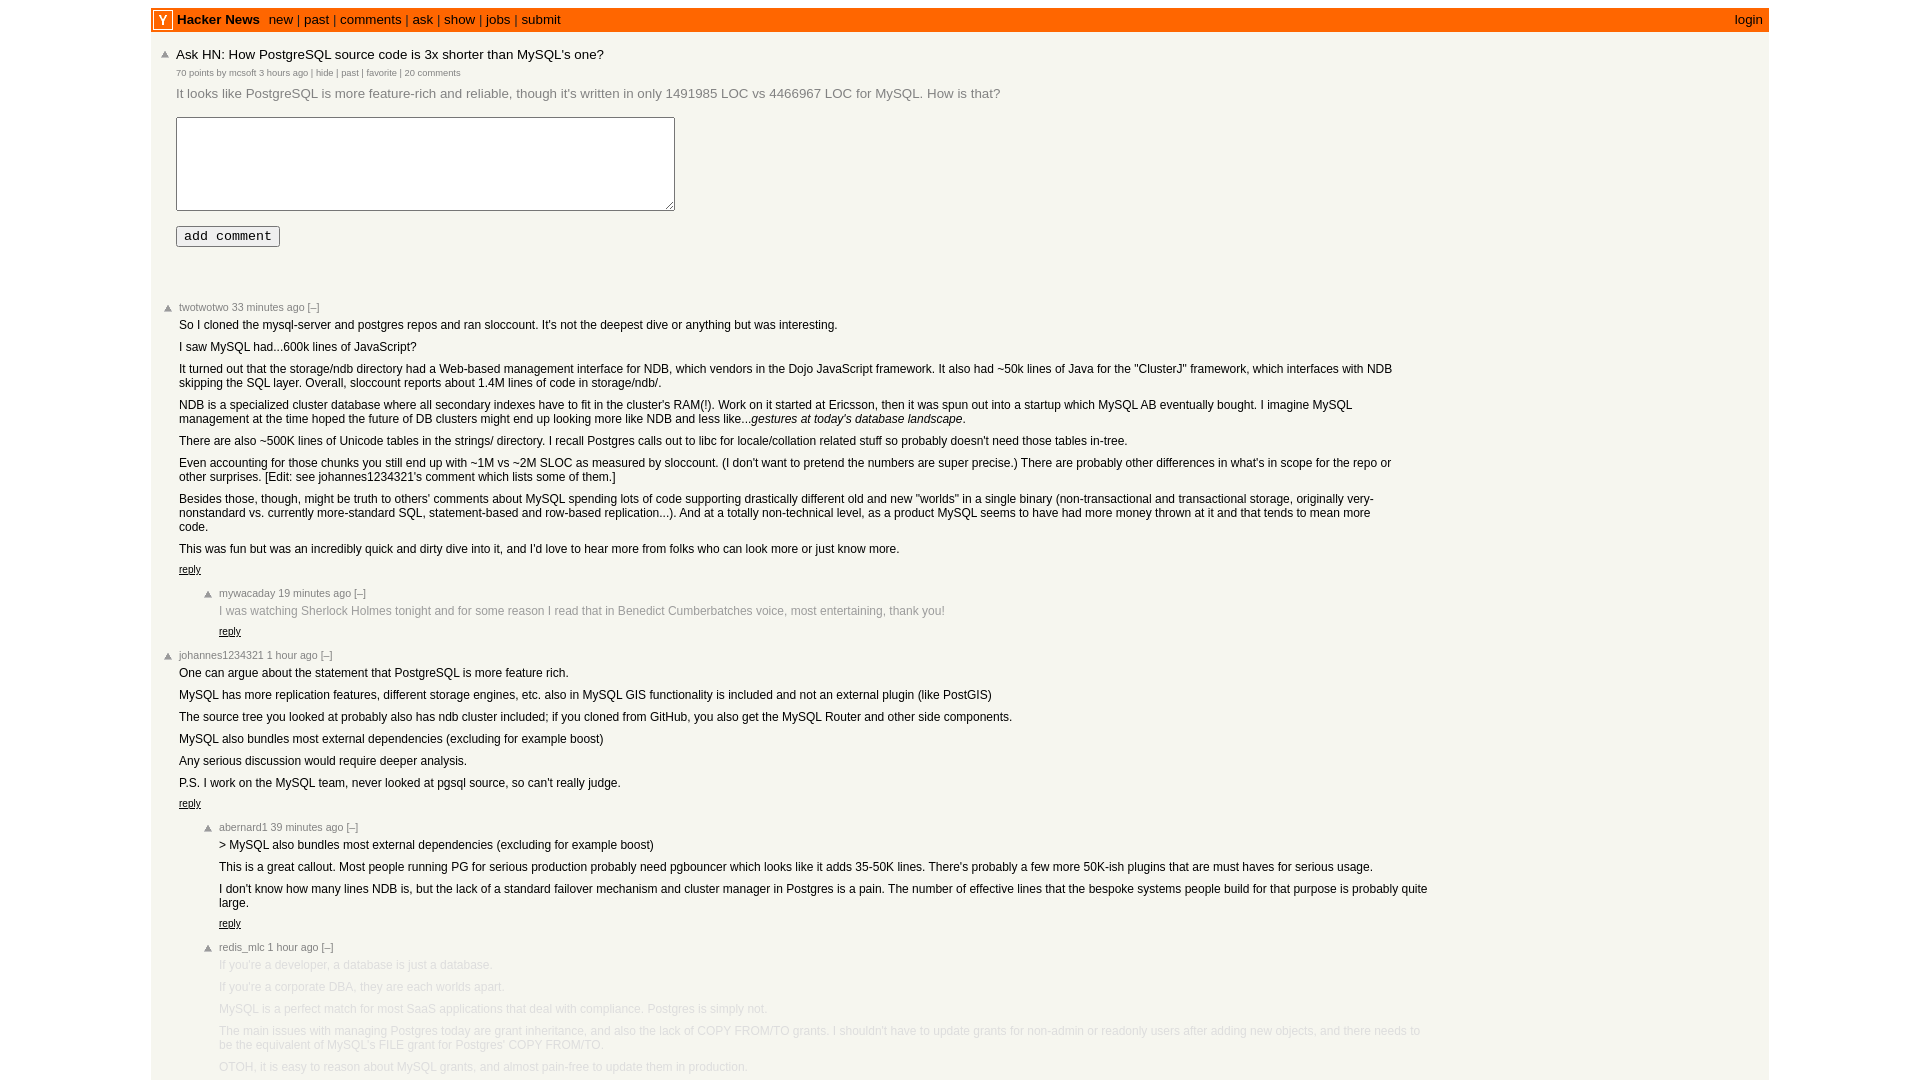 Y Hacker News new | past | comments | ask | show | jobs | submit login
Ask HN: How PostgreSQL source code is 3x shorter than MySQL's one?
70 points by mcsoft 3 hours ago | hide | past | favorite | 20 comments
It looks like PostgreSQL is more feature-rich and reliable, though it's written in only 1491985 LOC vs 4466967 LOC for MySQL. How is that?
add comment
twotwotwo 33 minutes ago [–]
So I cloned the mysql-server and postgres repos and ran sloccount. It's not the deepest dive or anything but was interesting.
I saw MySQL had...600k lines of JavaScript?
It turned out that the storage/ndb directory had a Web-based management interface for NDB, which vendors in the Dojo JavaScript framework. It also had ~50k lines of Java for the "ClusterJ" framework, which interfaces with NDB
skipping the SQL layer. Overall, sloccount reports about 1.4M lines of code in storage/ndb/.
NDB is a specialized cluster database where all secondary indexes have to fit in the cluster's RAM(!). Work on it started at Ericsson, then it was spun out into a startup which MySQL AB eventually bought. I imagine MySQL
management at the time hoped the future of DB clusters might end up looking more like NDB and less like...gestures at today's database landscape.
There are also ~500K lines of Unicode tables in the strings/ directory. I recall Postgres calls out to libc for locale/collation related stuff so probably doesn't need those tables in-tree.
Even accounting for those chunks you still end up with ~1M vs ~2M SLOC as measured by sloccount. (I don't want to pretend the numbers are super precise.) There are probably other differences in what's in scope for the repo or
other surprises. [Edit: see johannes1234321's comment which lists some of them.]
Besides those, though, might be truth to others' comments about MySQL spending lots of code supporting drastically different old and new "worlds" in a single binary (non-transactional and transactional storage, originally very-
nonstandard vs. currently more-standard SQL, statement-based and row-based replication...). And at a totally non-technical level, as a product MySQL seems to have had more money thrown at it and that tends to mean more
code.
This was fun but was an incredibly quick and dirty dive into it, and I'd love to hear more from folks who can look more or just know more.
reply
mywacaday 19 minutes ago [–]
I was watching Sherlock Holmes tonight and for some reason I read that in Benedict Cumberbatches voice, most entertaining, thank you!
reply
johannes1234321 1 hour ago [–]
One can argue about the statement that PostgreSQL is more feature rich.
MySQL has more replication features, different storage engines, etc. also in MySQL GIS functionality is included and not an external plugin (like PostGIS)
The source tree you looked at probably also has ndb cluster included; if you cloned from GitHub, you also get the MySQL Router and other side components.
MySQL also bundles most external dependencies (excluding for example boost)
Any serious discussion would require deeper analysis.
P.S. I work on the MySQL team, never looked at pgsql source, so can't really judge.
reply
abernard1 39 minutes ago [–]
> MySQL also bundles most external dependencies (excluding for example boost)
This is a great callout. Most people running PG for serious production probably need pgbouncer which looks like it adds 35-50K lines. There's probably a few more 50K-ish plugins that are must haves for serious usage.
I don't know how many lines NDB is, but the lack of a standard failover mechanism and cluster manager in Postgres is a pain. The number of effective lines that the bespoke systems people build for that purpose is probably quite
large.
reply
redis_mlc 1 hour ago [–]
If you're a developer, a database is just a database.
If you're a corporate DBA, they are each worlds apart.
MySQL is a perfect match for most SaaS applications that deal with compliance. Postgres is simply not.
The main issues with managing Postgres today are grant inheritance, and also the lack of COPY FROM/TO grants. I shouldn't have to update grants for non-admin or readonly users after adding new objects, and there needs to
be the equivalent of MySQL's FILE grant for Postgres' COPY FROM/TO.
OTOH, it is easy to reason about MySQL grants, and almost pain-free to update them in production.